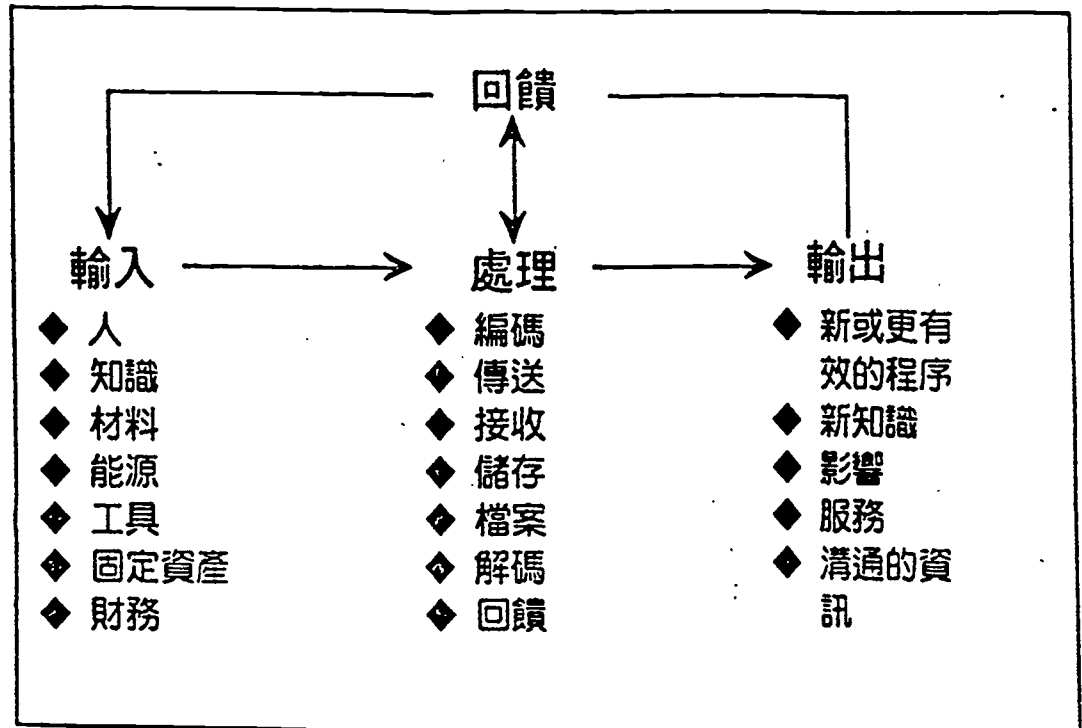 回饋
輸入
◆ 人
◆ 知識
◆ 材料
◆ 能源
◆ 工具
◆ 固定資產
◆ 財務
處理
◆ 編碼
◆ 傳送
◆ 接收
◆ 儲存
◆ 檔案
◆ 解碼
◆ 回饋
輸出
◆ 新或更有
效的程序
◆ 新知識
◆ 影響
◆ 服務
◆ 溝通的資
訊